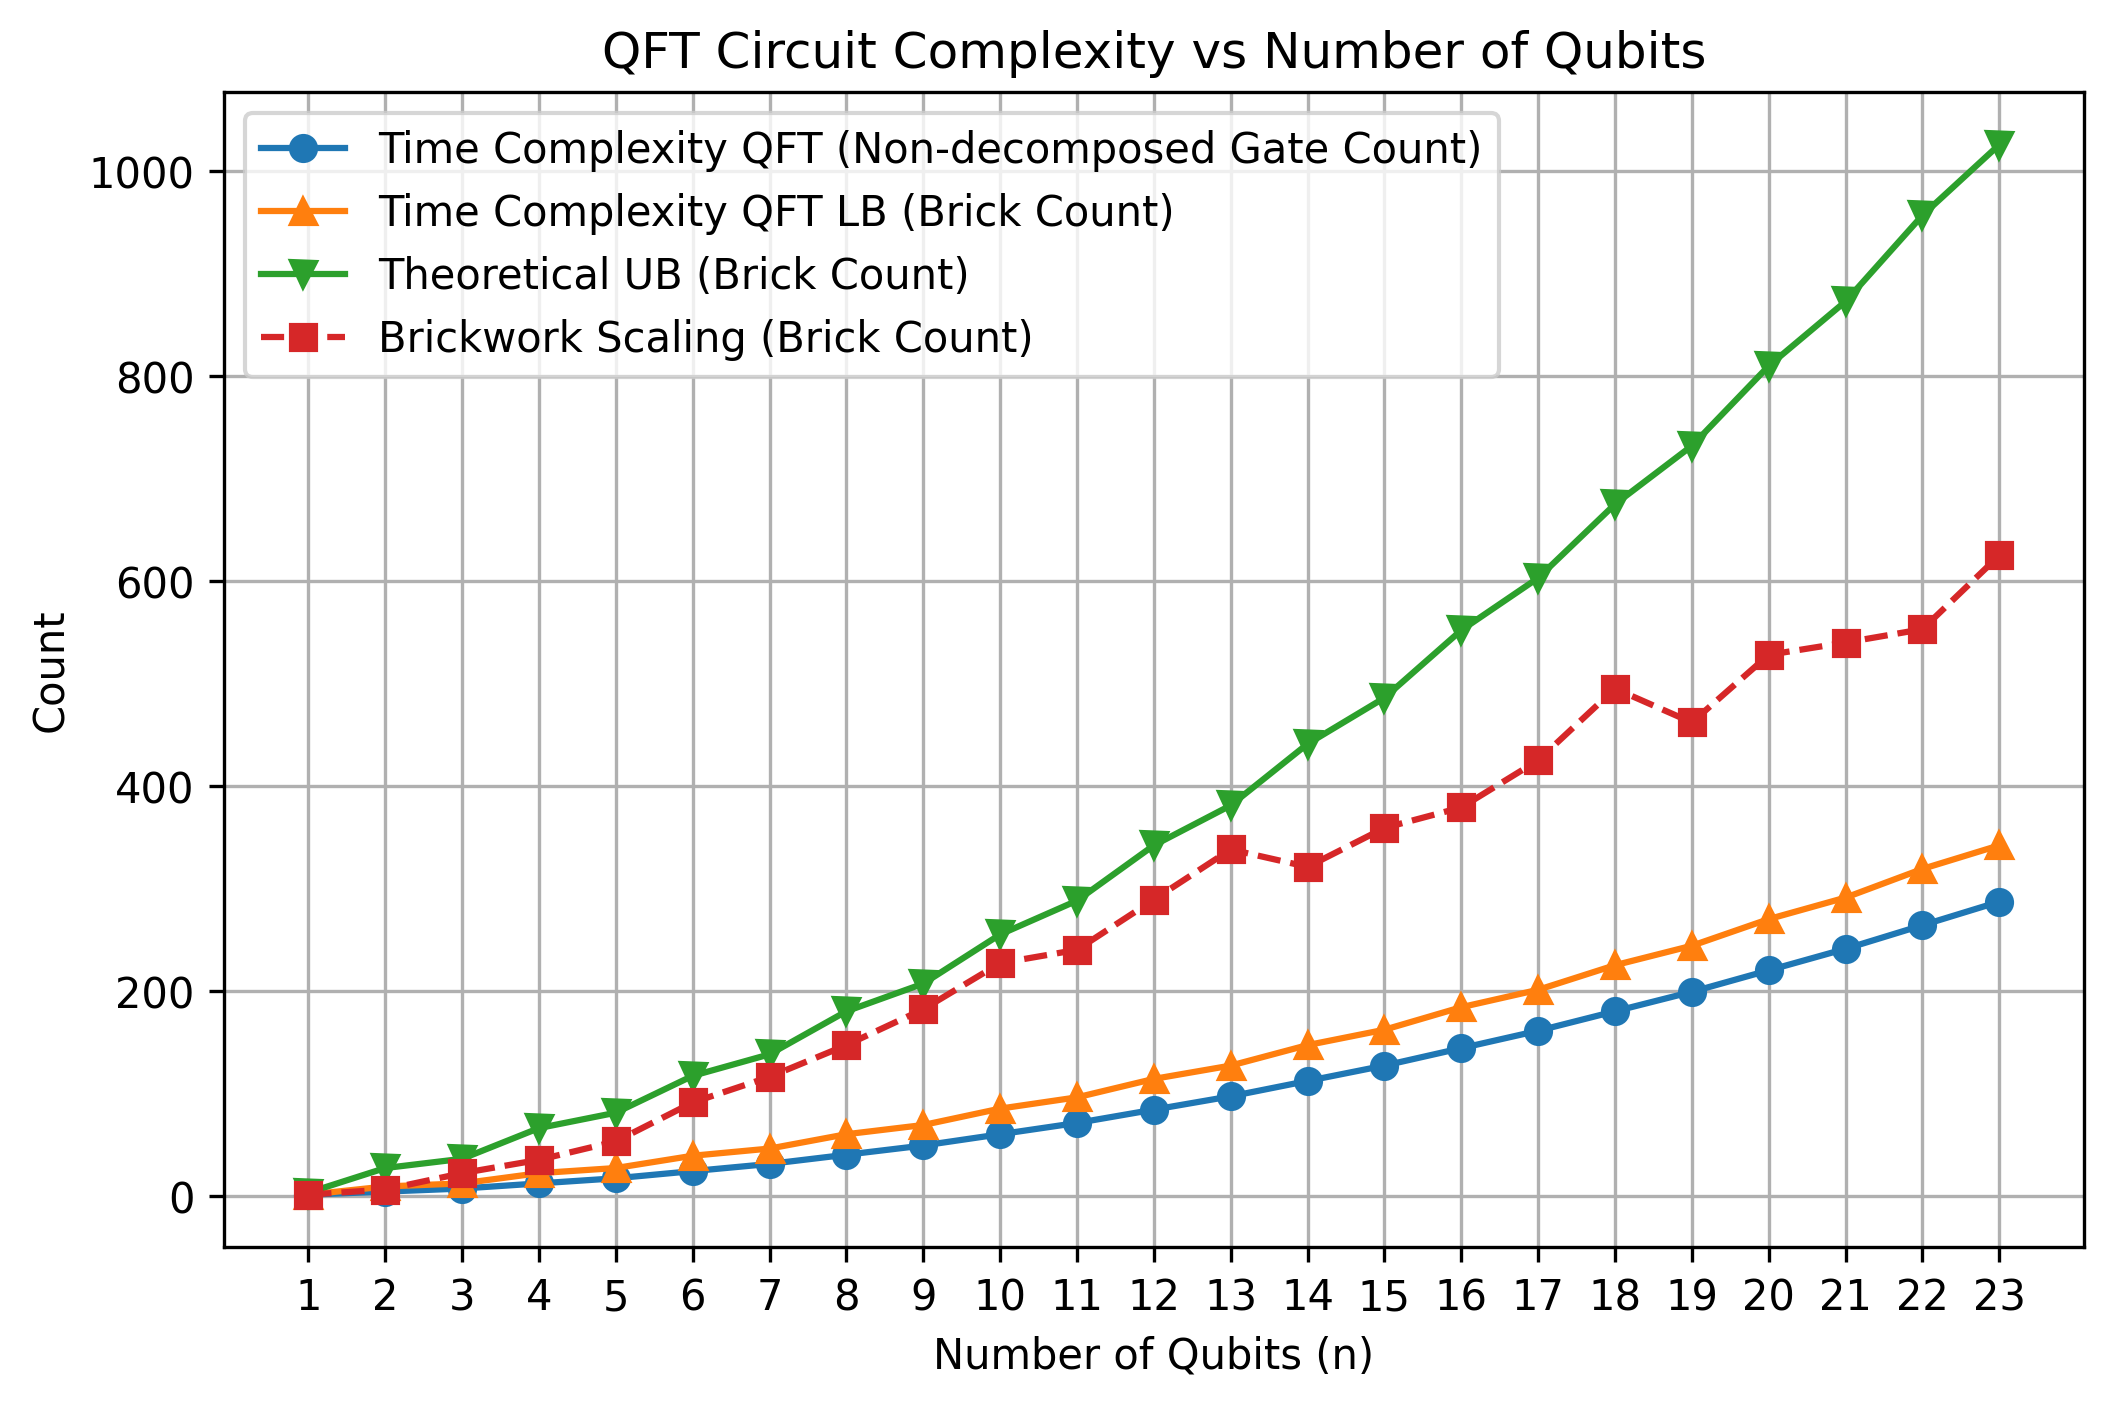 QFT Circuit Complexity vs Number of Qubits
Time Complexity QFT (Non-decomposed Gate Count)
Time Complexity QFT LB (Brick Count)
Theoretical UB (Brick Count)
Brickwork Scaling (Brick Count)
1000
800
600
400
200
0
Count
1 2 3 4 5 6 7 8 9 10 11 12 13 14 15 16 17 18 19 20 21 22 23
Number of Qubits (n)